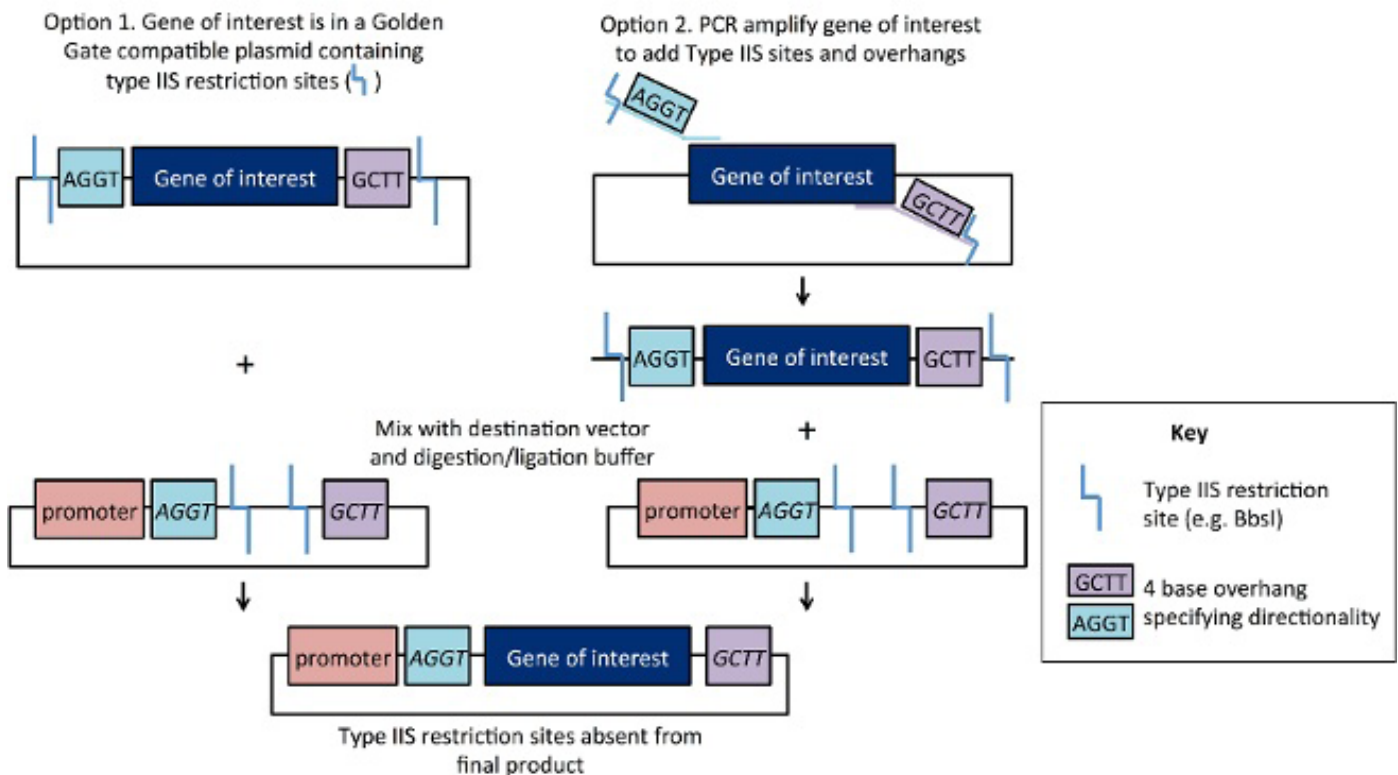 Option 1. Gene of interest is in a Golden
Gate compatible plasmid containing
type IIS restriction sites ( )
AGGT
Gene of interest
GCTT
+
Option 2. PCR amplify gene of interest
to add Type IIS sites and overhangs
AGGT
Gene of interest
GCTT
AGGT
Gene of interest
GCTT
+
Mix with destination vector
and digestion/ligation buffer
promoter
AGGT
GCTT
promoter
AGGT
GCTT
promoter
AGGT
Gene of interest
GCTT
Type IIS restriction sites absent from
final product
Key
Type IIS restriction
site (e.g. BbsI)
GCTT
AGGT
4 base overhang
specifying directionality